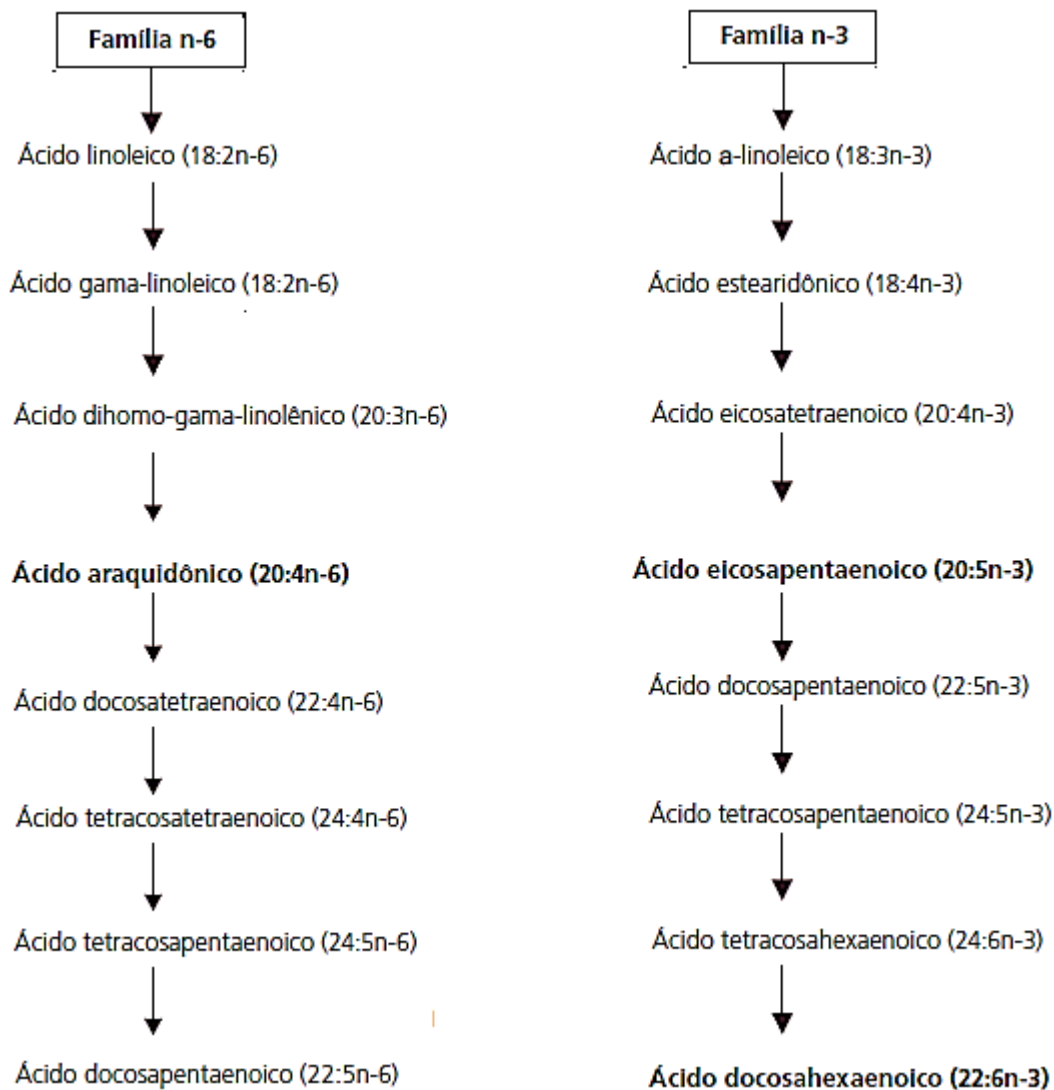 Família n-6
Ácido linoleico (18:2n-6)
Ácido gama-linoleico (18:2n-6)
Ácido dihomo-gama-linolênico (20:3n-6)
Ácido araquidônico (20:4n-6)
Ácido docosatetraenoico (22:4n-6)
Ácido tetracosatetraenoico (24:4n-6)
Ácido tetracosapentaenoico (24:5n-6)
Ácido docosapentaenoico (22:5n-6)
Família n-3
Ácido a-linoleico (18:3n-3)
Ácido estearidônico (18:4n-3)
Ácido eicosatetraenoico (20:4n-3)
Ácido eicosapentaenoico (20:5n-3)
Ácido docosapentaenoico (22:5n-3)
Ácido tetracosapentaenoico (24:5n-3)
Ácido tetracosahexaenoico (24:6n-3)
Ácido docosahexaenoico (22:6n-3)